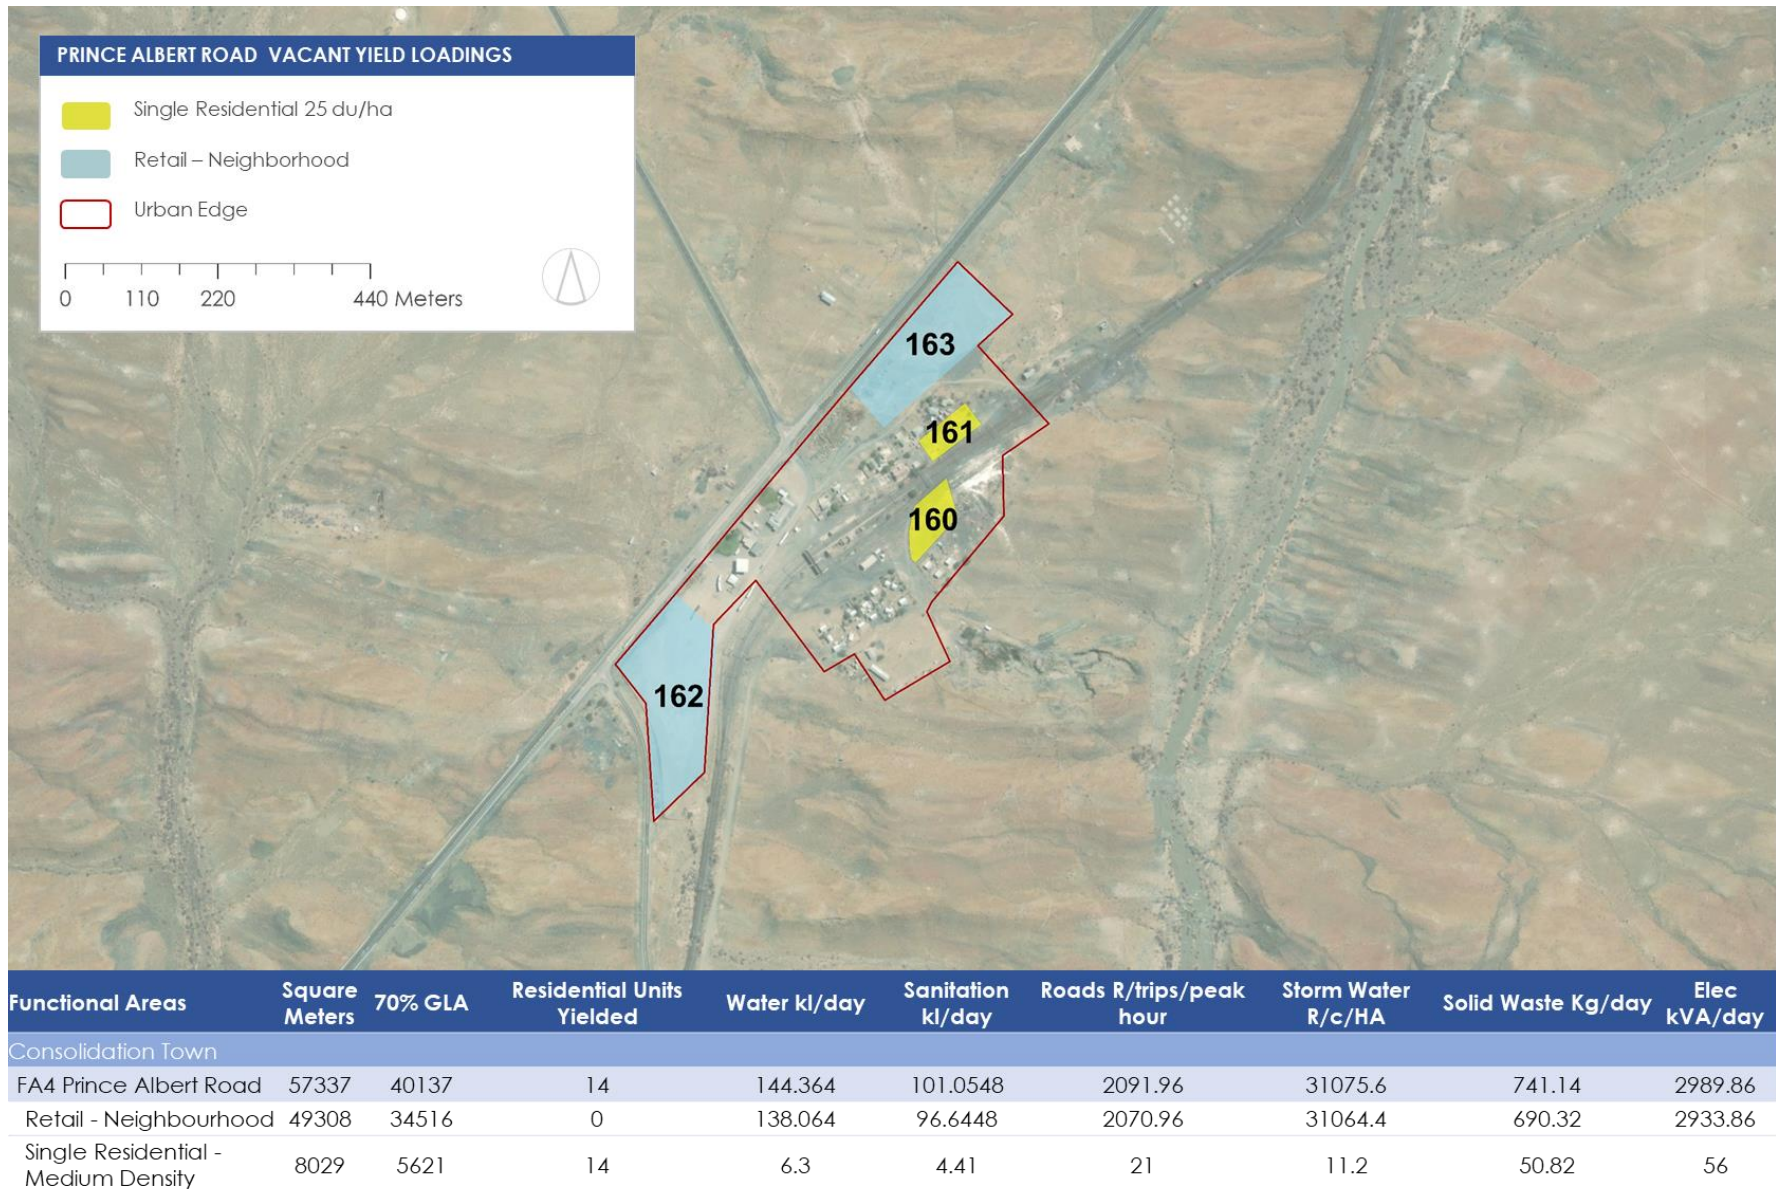 PRINCE ALBERT ROAD VACANT YIELD LOADINGS
Single Residential 25 du/ha
Retail – Neighborhood
Urban Edge
0 110 220 440 Meters
163
161
160
162
Functional Areas Square Meters 70% GLA Residential Units Yielded Water kl/day Sanitation kl/day Roads R/trips/peak hour Storm Water R/c/HA Solid Waste Kg/day Elec kVA/day
Consolidation Town
FA4 Prince Albert Road 57337 40137 14 144.364 101.0548 2091.96 31075.6 741.14 2989.86
Retail - Neighbourhood 49308 34516 0 138.064 96.6448 2070.96 31064.4 690.32 2933.86
Single Residential - Medium Density 8029 5621 14 6.3 4.41 21 11.2 50.82 56